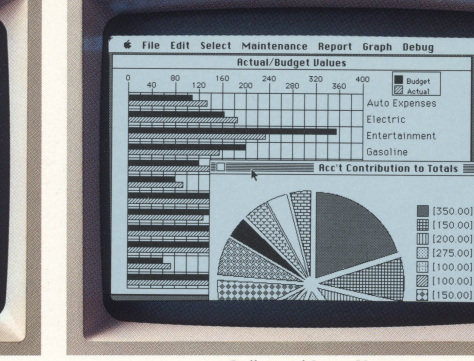 File Edit Select Maintenance Report Graph Debug
Actual/Budget Values
0 40 80 120 160 200 240 280 320 360 400
Budget
Actual
Auto Expenses
Electric
Entertainment
Gasoline
Acc't Contribution to Totals
[350.00]
[150.00]
[200.00]
[275.00]
[100.00]
[100.00]
[150.00]